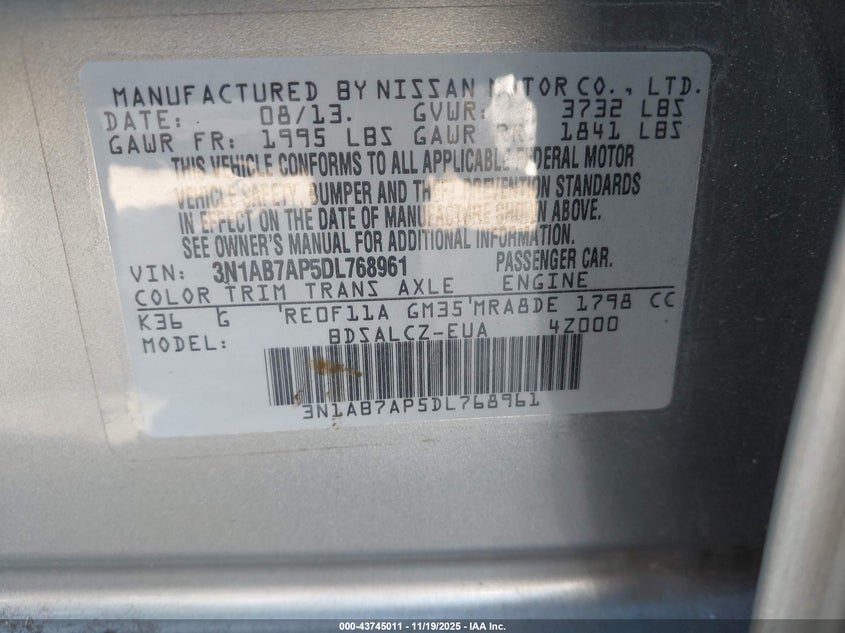 MANUFACTURED BY NISSAN MOTOR CO., LTD.
DATE: 08/13. GVWR: 3732 LBS
GAWR FR: 1995 LBS GAWR RR: 1841 LBS
THIS VEHICLE CONFORMS TO ALL APPLICABLE FEDERAL MOTOR
VEHICLE SAFETY, BUMPER AND THEFT PREVENTION STANDARDS
IN EFFECT ON THE DATE OF MANUFACTURE SHOWN ABOVE.
SEE OWNER'S MANUAL FOR ADDITIONAL INFORMATION.
VIN: 3N1AB7AP5DL768961 PASSENGER CAR.
COLOR TRIM TRANS AXLE ENGINE
K36 G RE0F11A GM35 MRA8DE 1798 CC
MODEL: BDSALCZ-EUA 4Z000
3N1AB7AP5DL768961
000-43745011 - 11/19/2025 - IAA Inc.